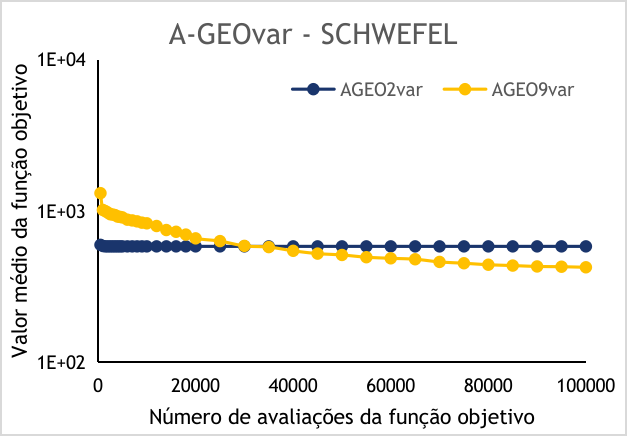 A-GEOvar - SCHWEFEL
1E+04
AGEO2var
AGEO9var
Valor médio da função objetivo
1E+03
1E+02
0
20000
40000
60000
80000
100000
Número de avaliações da função objetivo